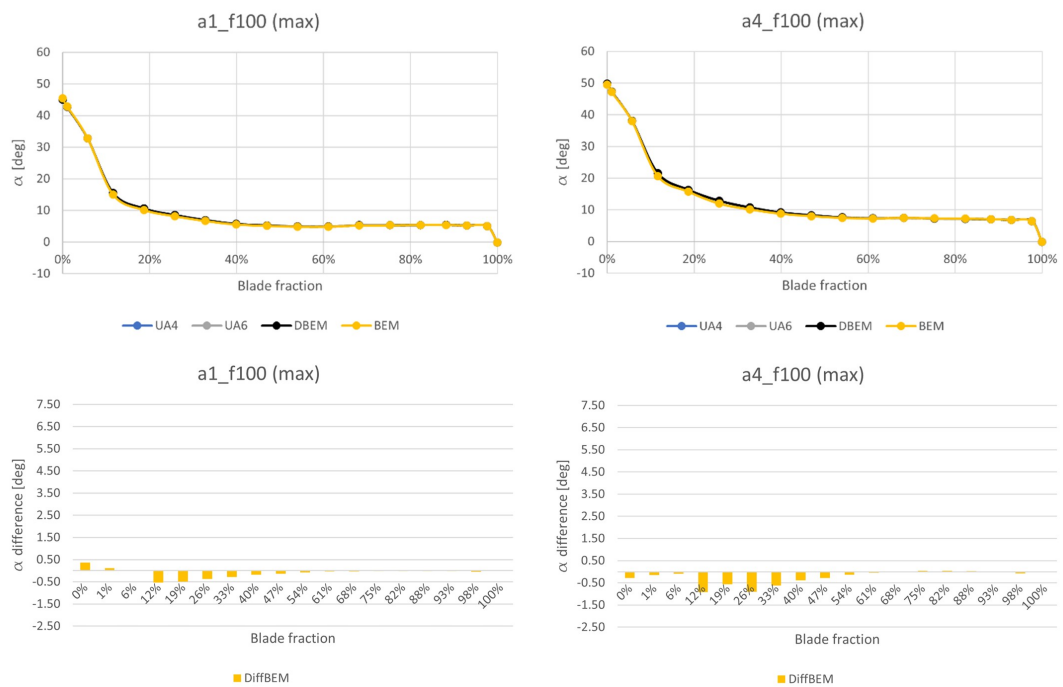 a1_f100 (max)
60
50
40
30
20
10
0
-10
α [deg]
0% 20% 40% 60% 80% 100%
Blade fraction
UA4 UA6 DBEM BEM
a4_f100 (max)
60
50
40
30
20
10
0
-10
α [deg]
0% 20% 40% 60% 80% 100%
Blade fraction
UA4 UA6 DBEM BEM
a1_f100 (max)
7.50
6.50
5.50
4.50
3.50
2.50
1.50
0.50
-0.50
-1.50
-2.50
α difference [deg]
0% 1% 6% 12% 19% 26% 33% 40% 47% 54% 61% 68% 75% 82% 88% 93% 98% 100%
Blade fraction
DiffBEM
a4_f100 (max)
7.50
6.50
5.50
4.50
3.50
2.50
1.50
0.50
-0.50
-1.50
-2.50
α difference [deg]
0% 1% 6% 12% 19% 26% 33% 40% 47% 54% 61% 68% 75% 82% 88% 93% 98% 100%
Blade fraction
DiffBEM